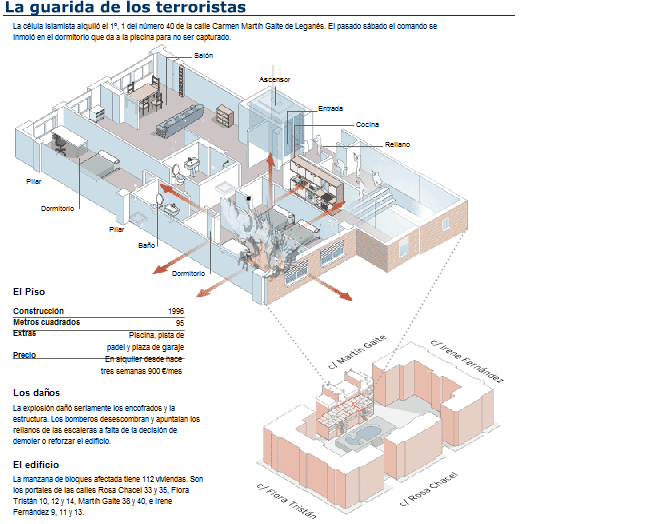 La guarida de los terroristas
La célula islamista alquiló el 1º, 1 del número 40 de la calle Carmen Martín Gaite de Leganés. El pasado sábado el comando se
inmoló en el dormitorio que da a la piscina para no ser capturado.
Salón
Ascensor
Entrada
Cocina
Rellano
Pilar
Dormitorio
Pilar
Baño
Dormitorio
El Piso
Construcción 1996
Metros cuadrados 95
Extras Piscina, pista de
padel y plaza de garaje
Precio En alquiler desde hace
tres semanas 900 €/mes
Los daños
La explosión dañó seriamente los encofrados y la
estructura. Los bomberos desescombran y apuntalan los
rellanos de las escaleras a falta de la decisión de
demoler o reforzar el edificio.
El edificio
La manzana de bloques afectada tiene 112 viviendas. Son
los portales de las calles Rosa Chacel 33 y 35, Flora
Tristán 10, 12 y 14, Martín Gaite 38 y 40, e Irene
Fernández 9, 11 y 13.
c/ Martín Gaite
c/ Irene Fernández
c/ Flora Tristán
c/ Rosa Chacel